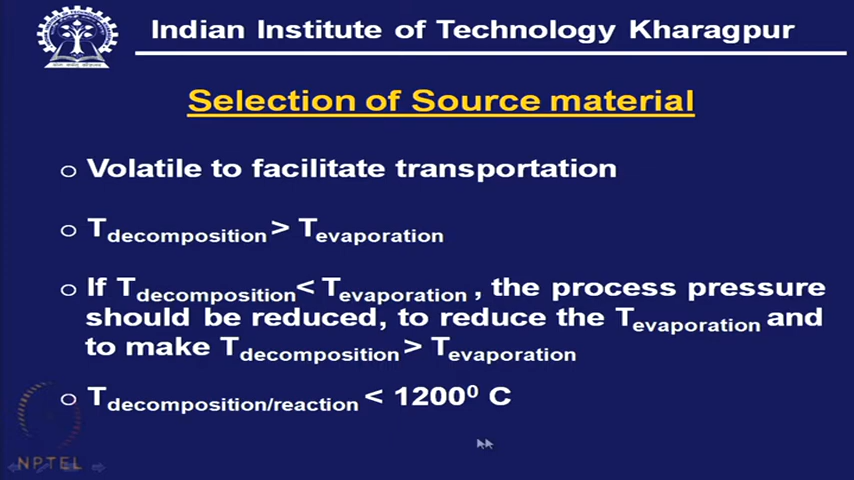 Indian Institute of Technology Kharagpur
Selection of Source material
Volatile to facilitate transportation
Tdecomposition > Tevaporation
If Tdecomposition < Tevaporation , the process pressure
should be reduced, to reduce the Tevaporation and
to make Tdecomposition > Tevaporation
Tdecomposition/reaction < 1200⁰ C
NPTEL